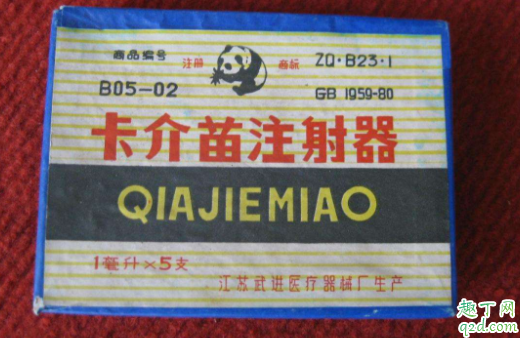 商品编号 注册 商标 ZQ·B23·1
B05-02 GB 1959-80
卡介苗注射器
QIAJIEMIAO
1毫升×5支
江苏武进医疗器械厂生产
趣丁网
q2d.com